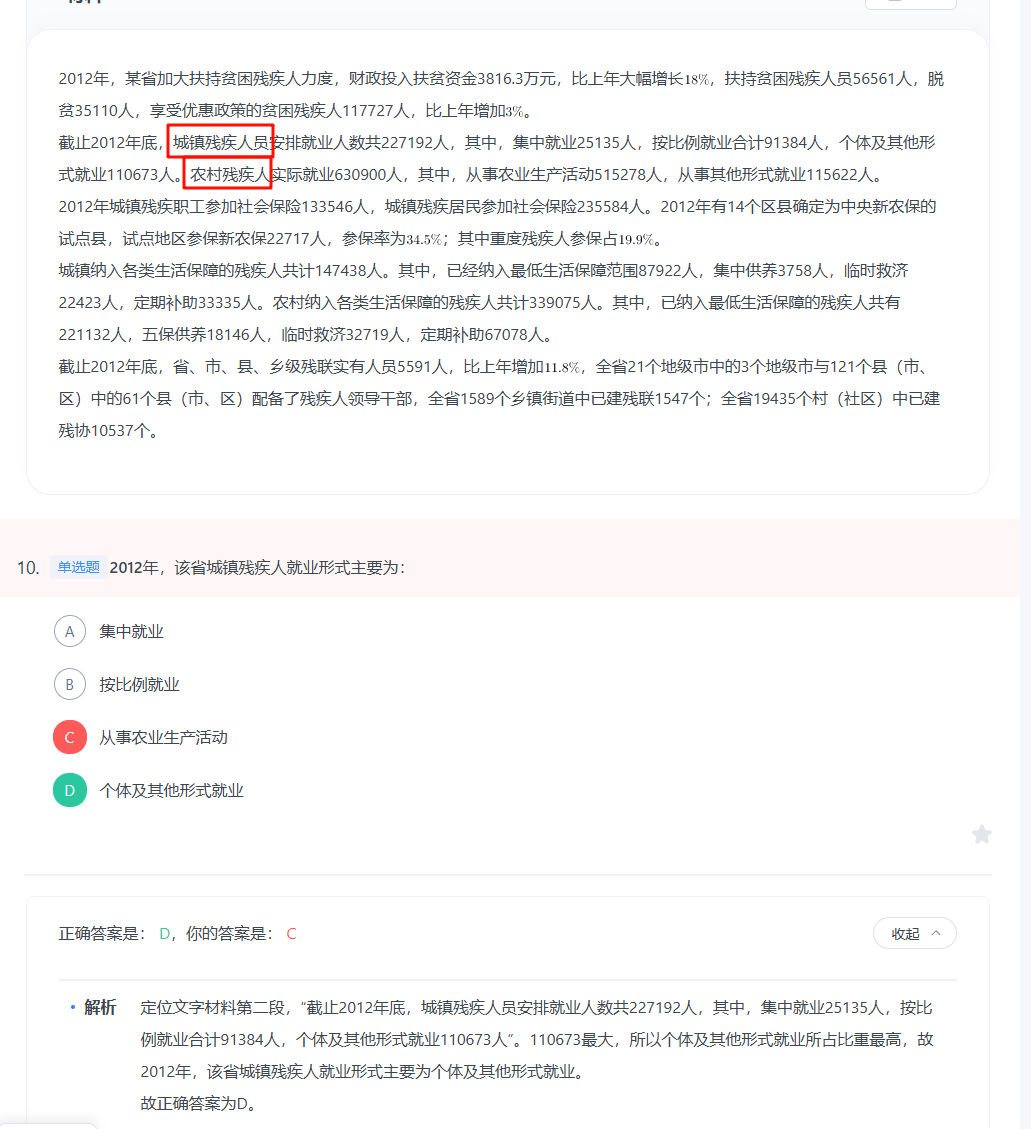 2012年，某省加大扶持贫困残疾人力度，财政投入扶贫资金3816.3万元，比上年大幅增长18%，扶持贫困残疾人员56561人，脱
贫35110人，享受优惠政策的贫困残疾人117727人，比上年增加3%。
截止2012年底，城镇残疾人员安排就业人数共227192人，其中，集中就业25135人，按比例就业合计91384人，个体及其他形
式就业110673人。农村残疾人实际就业630900人，其中，从事农业生产活动515278人，从事其他形式就业115622人。
2012年城镇残疾职工参加社会保险133546人，城镇残疾居民参加社会保险235584人。2012年有14个区县确定为中央新农保的
试点县，试点地区参保新农保22717人，参保率为34.5%；其中重度残疾人参保占19.9%。
城镇纳入各类生活保障的残疾人共计147438人。其中，已经纳入最低生活保障范围87922人，集中供养3758人，临时救济
22423人，定期补助33335人。农村纳入各类生活保障的残疾人共计339075人。其中，已纳入最低生活保障的残疾人共有
221132人，五保供养18146人，临时救济32719人，定期补助67078人。
截止2012年底，省、市、县、乡级残联实有人员5591人，比上年增加11.8%，全省21个地级市中的3个地级市与121个县（市、
区）中的61个县（市、区）配备了残疾人领导干部，全省1589个乡镇街道中已建残联1547个；全省19435个村（社区）中已建
残协10537个。
10. 单选题 2012年，该省城镇残疾人就业形式主要为：
A 集中就业
B 按比例就业
C 从事农业生产活动
D 个体及其他形式就业
正确答案是： D，你的答案是： C
收起
解析 定位文字材料第二段，“截止2012年底，城镇残疾人员安排就业人数共227192人，其中，集中就业25135人，按比
例就业合计91384人，个体及其他形式就业110673人”。110673最大，所以个体及其他形式就业所占比重最高，故
2012年，该省城镇残疾人就业形式主要为个体及其他形式就业。
故正确答案为D。